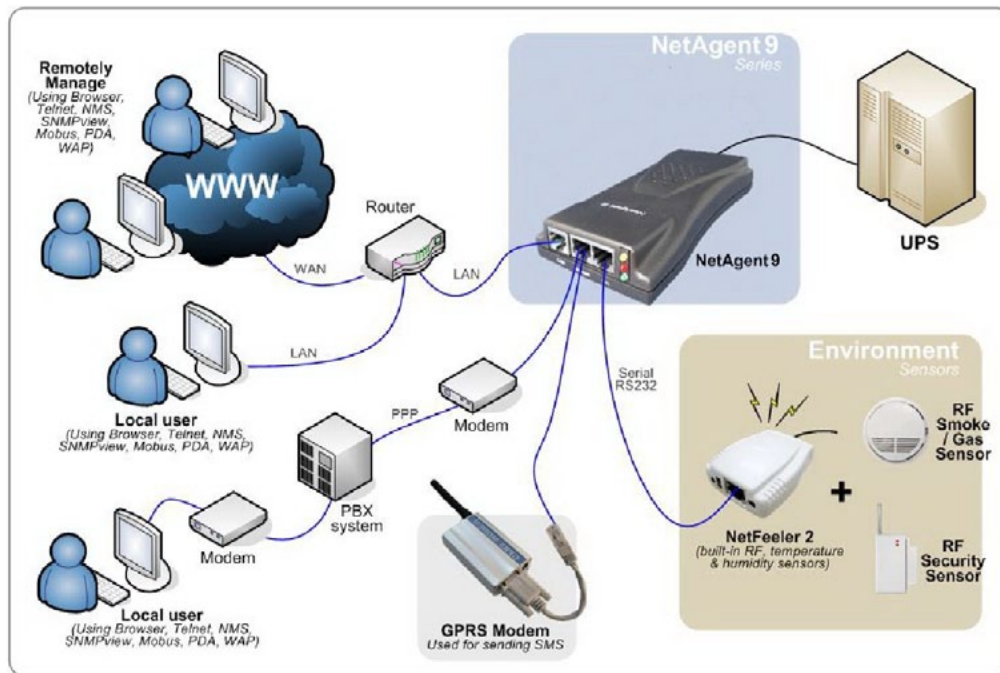 NetAgent 9
Series
Remotely
Manage
(Using Browser,
Telnet, NMS,
SNMPview,
Mobus, PDA,
WAP)
WWW
Router
WAN
LAN
NetAgent 9
UPS
LAN
Local user
(Using Browser, Telnet, NMS,
SNMPview, Mobus, PDA, WAP)
Modem
PPP
PBX
system
Modem
Local user
(Using Browser, Telnet, NMS,
SNMPview, Mobus, PDA, WAP)
GPRS Modem
Used for sending SMS
Serial
RS232
Environment
Sensors
RF
Smoke
/ Gas
Sensor
+
NetFeeler 2
(built-in RF, temperature
& humidity sensors)
RF
Security
Sensor